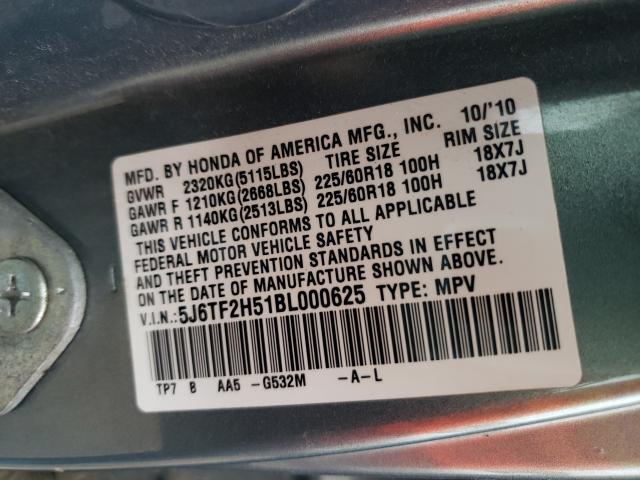 MFD. BY HONDA OF AMERICA MFG., INC. 10/'10
GVWR 2320KG(5115LBS) TIRE SIZE RIM SIZE
GAWR F 1210KG(2668LBS) 225/60R18 100H 18X7J
GAWR R 1140KG(2513LBS) 225/60R18 100H 18X7J
THIS VEHICLE CONFORMS TO ALL APPLICABLE
FEDERAL MOTOR VEHICLE SAFETY
AND THEFT PREVENTION STANDARDS IN EFFECT
ON THE DATE OF MANUFACTURE SHOWN ABOVE.
V.I.N.: 5J6TF2H51BL000625 TYPE: MPV
TP7 B AA5 -G532M -A-L